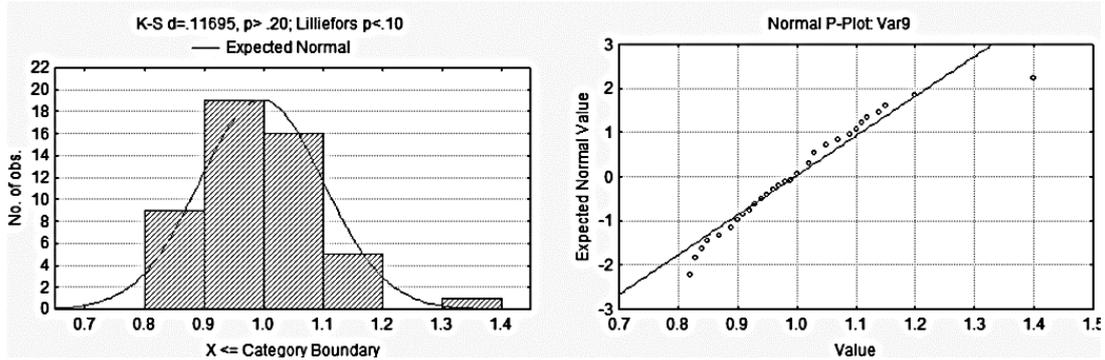 K-S d=.11695, p> .20; Lilliefors p<.10
Expected Normal
22
20
18
16
14
12
10
8
6
4
2
0
No. of obs.
0.7 0.8 0.9 1.0 1.1 1.2 1.3 1.4
X <= Category Boundary
Normal P-Plot: Var9
3
2
1
0
-1
-2
-3
Expected Normal Value
0.7 0.8 0.9 1.0 1.1 1.2 1.3 1.4 1.5
Value